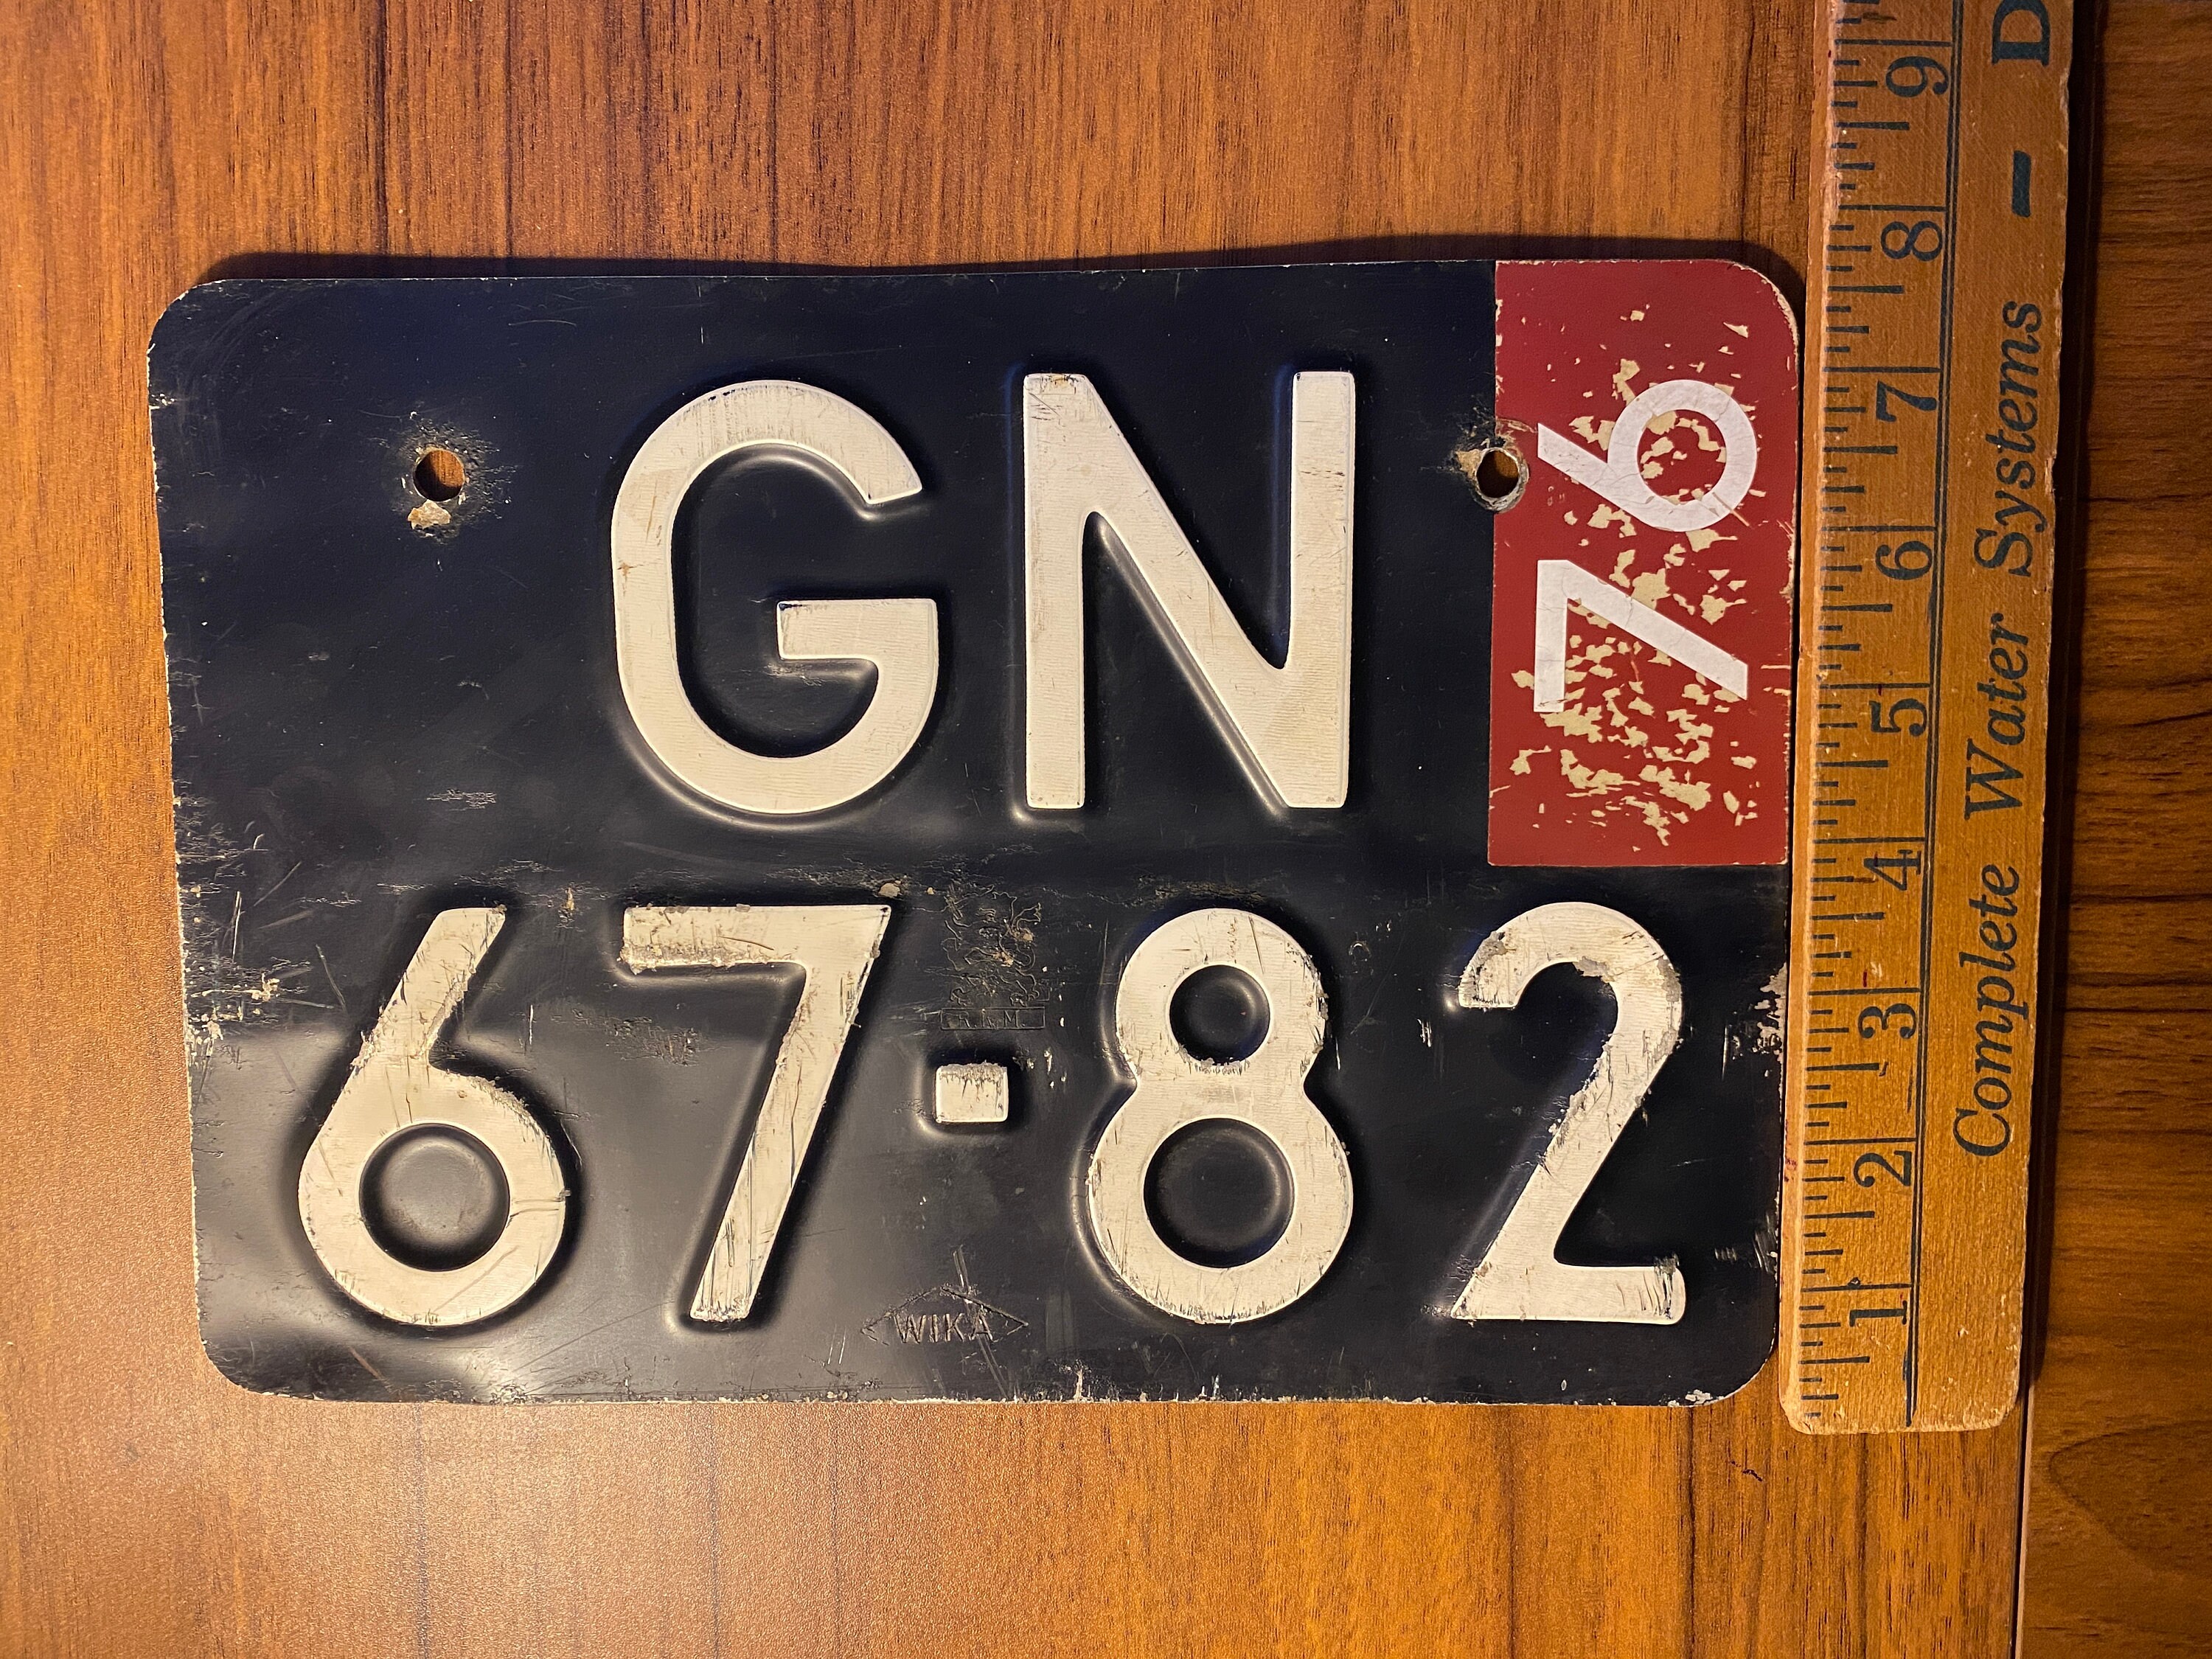 GN
76
67-82
WIKA
1 2 3 4 5 6 7 8 9
Complete Water Systems - D